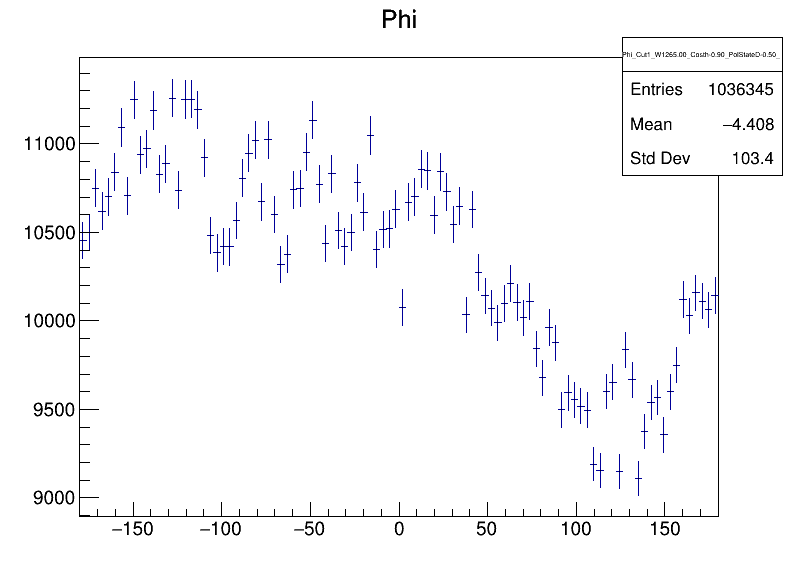 Phi
Phi_Cut1_W1265.00_Costh-0.90_PolStateD-0.50_
Entries 1036345
Mean −4.408
Std Dev 103.4
11000
10500
10000
9500
9000
−150 −100 −50 0 50 100 150